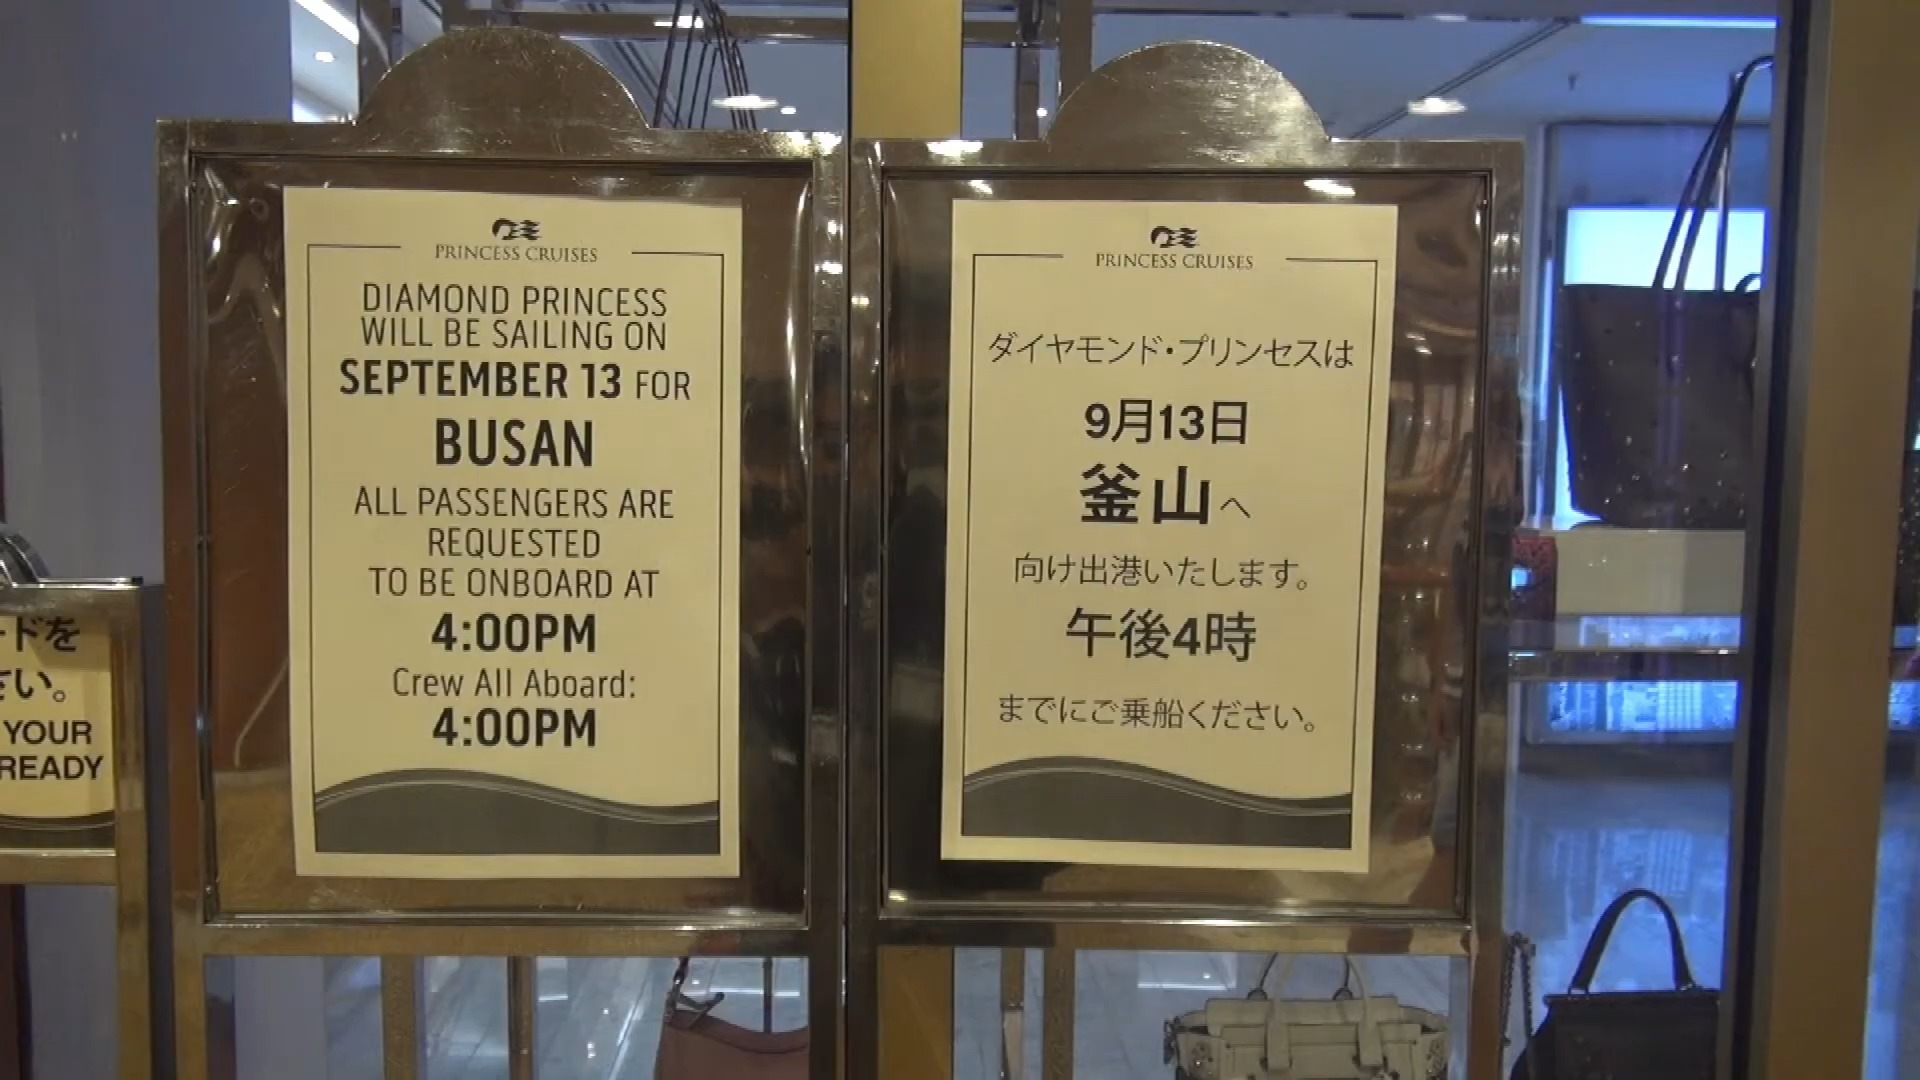 PRINCESS CRUISES
DIAMOND PRINCESS
WILL BE SAILING ON
SEPTEMBER 13 FOR
BUSAN
ALL PASSENGERS ARE
REQUESTED
TO BE ONBOARD AT
4:00PM
Crew All Aboard:
4:00PM
PRINCESS CRUISES
ダイヤモンド・プリンセスは
9月13日
釜山へ
向け出港いたします。
午後4時
までにご乗船ください。
ードを
さい。
YOUR
READY